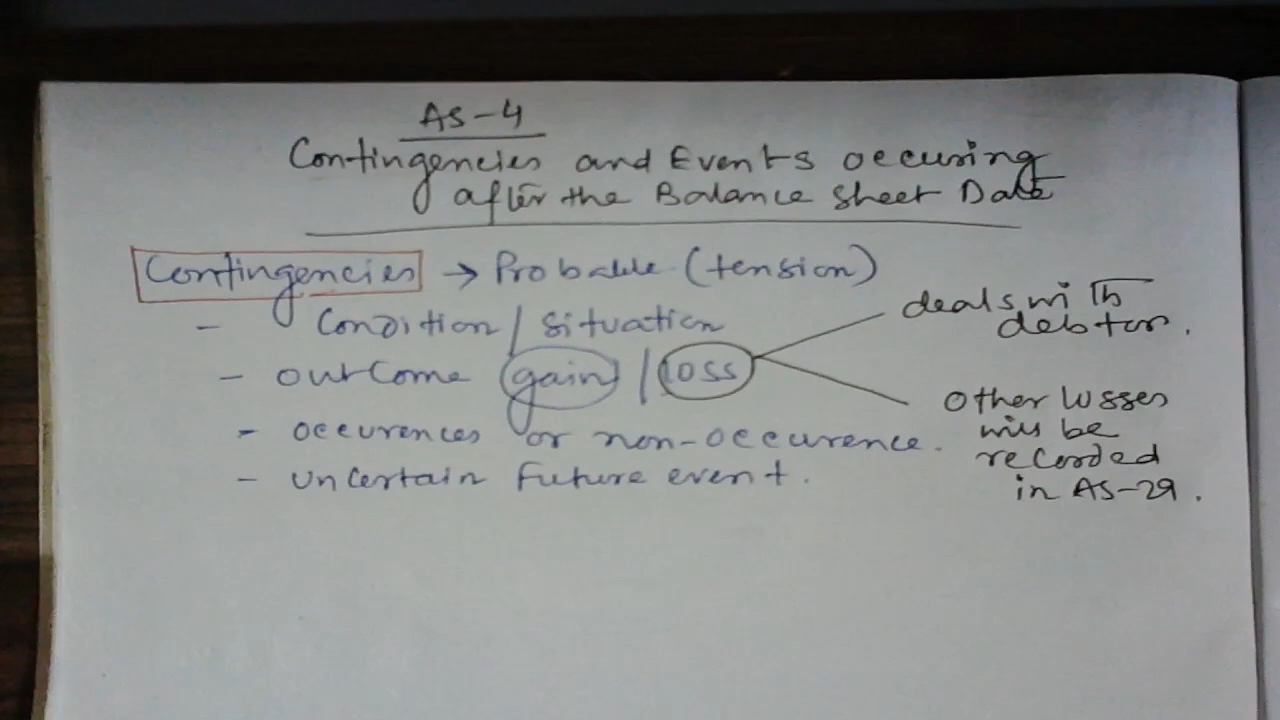 AS-4
Contingencies and Events occuring
after the Balance Sheet Date
Contingencies → Probable (tension)
- Condition / Situation
- outcome gain / loss
deals with
debtors.
- occurences or non-occurence.
- uncertain future event.
Other losses
will be
recorded
in AS-29.